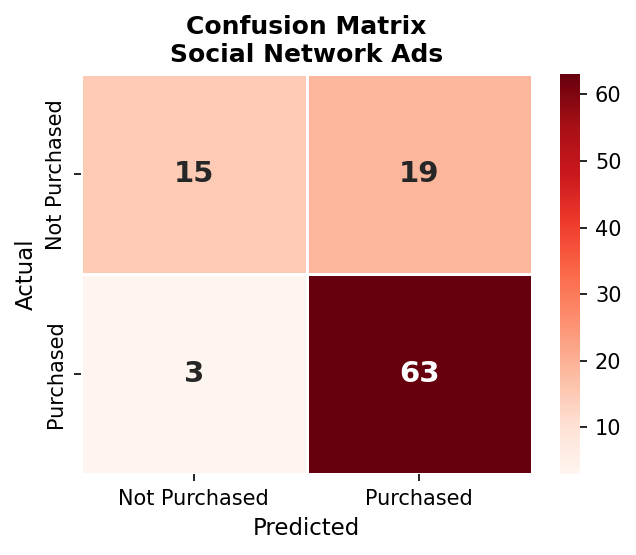 Confusion Matrix
Social Network Ads
Actual
Not Purchased
15
19
Purchased
3
63
Not Purchased
Purchased
Predicted
60
50
40
30
20
10